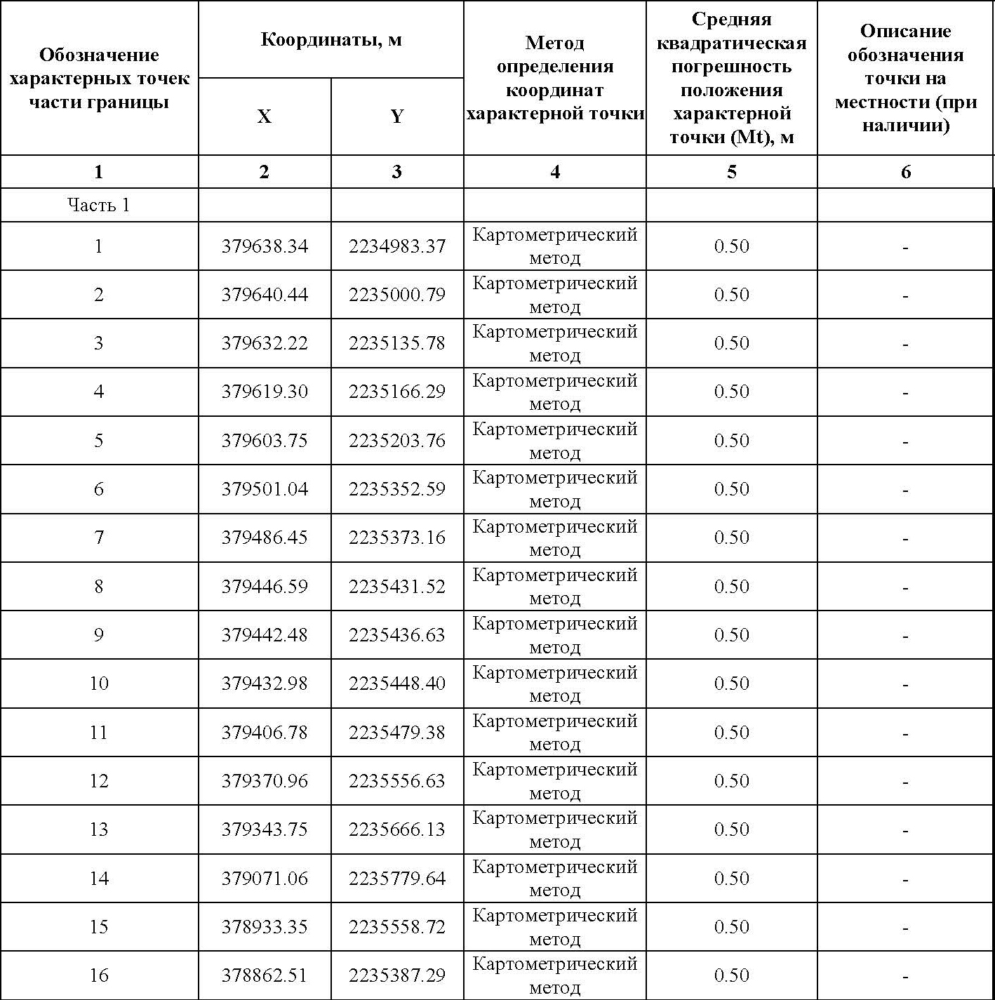 Обозначение
характерных точек
части границы
Координаты, м
X
Y
Метод
определения
координат
характерной точки
Средняя
квадратическая
погрешность
положения
характерной
точки (Mt), м
Описание
обозначения
точки на
местности (при
наличии)
1 2 3 4 5 6
Часть 1
1 379638.34 2234983.37 Картометрический метод 0.50 -
2 379640.44 2235000.79 Картометрический метод 0.50 -
3 379632.22 2235135.78 Картометрический метод 0.50 -
4 379619.30 2235166.29 Картометрический метод 0.50 -
5 379603.75 2235203.76 Картометрический метод 0.50 -
6 379501.04 2235352.59 Картометрический метод 0.50 -
7 379486.45 2235373.16 Картометрический метод 0.50 -
8 379446.59 2235431.52 Картометрический метод 0.50 -
9 379442.48 2235436.63 Картометрический метод 0.50 -
10 379432.98 2235448.40 Картометрический метод 0.50 -
11 379406.78 2235479.38 Картометрический метод 0.50 -
12 379370.96 2235556.63 Картометрический метод 0.50 -
13 379343.75 2235666.13 Картометрический метод 0.50 -
14 379071.06 2235779.64 Картометрический метод 0.50 -
15 378933.35 2235558.72 Картометрический метод 0.50 -
16 378862.51 2235387.29 Картометрический метод 0.50 -